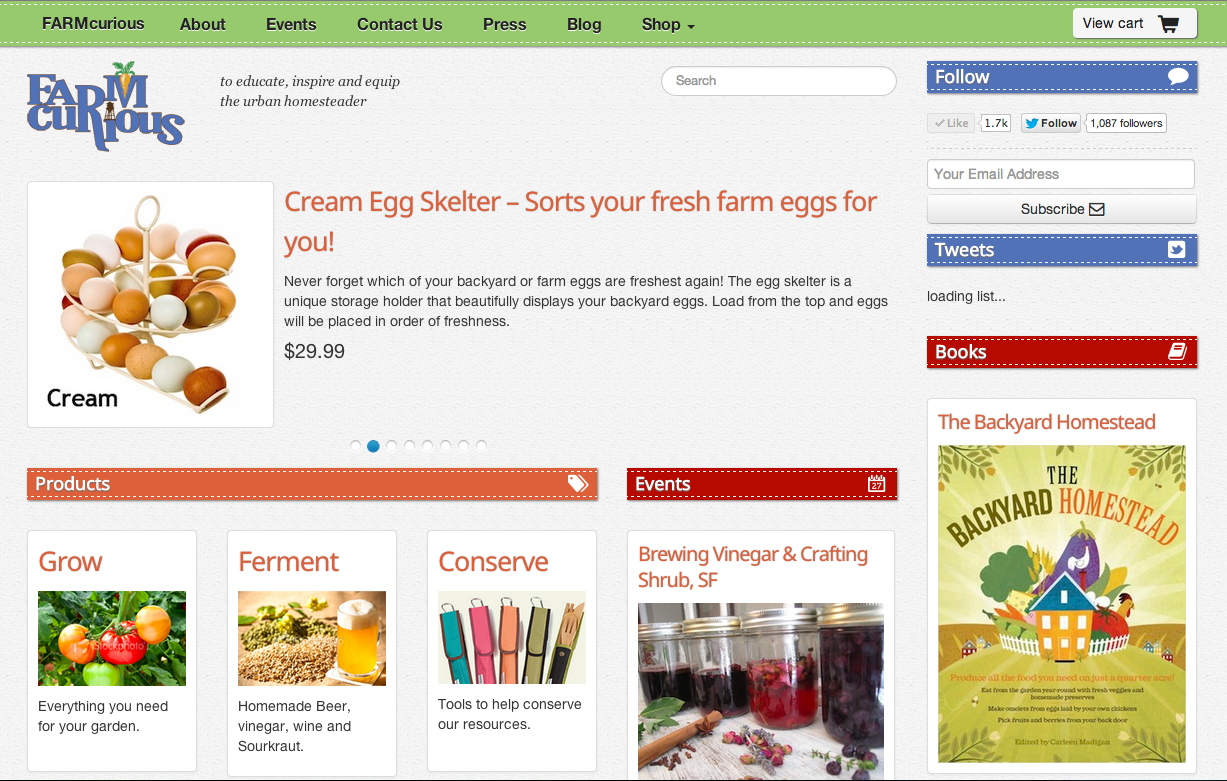 FARMcurious
About
Events
Contact Us
Press
Blog
Shop
View cart
FARM
CURIOUS
to educate, inspire and equip
the urban homesteader
Search
Follow
Like
1.7k
Follow
1,087 followers
Your Email Address
Subscribe
Tweets
loading list...
Cream Egg Skelter – Sorts your fresh farm eggs for
you!
Never forget which of your backyard or farm eggs are freshest again! The egg skelter is a
unique storage holder that beautifully displays your backyard eggs. Load from the top and eggs
will be placed in order of freshness.
$29.99
Cream
Products
Events
27
Books
Grow
iStockphoto
Everything you need
for your garden.
Ferment
Homemade Beer,
vinegar, wine and
Sourkraut.
Conserve
Tools to help conserve
our resources.
Brewing Vinegar & Crafting
Shrub, SF
The Backyard Homestead
THE
BACKYARD HOMESTEAD
Produce all the food you need on just a quarter acre!
Eat from the garden year-round with fresh veggies and
homemade preserves
Make omelets from eggs laid by your own chickens
Pick fruits and berries from your back door
Edited by Carleen Madigan